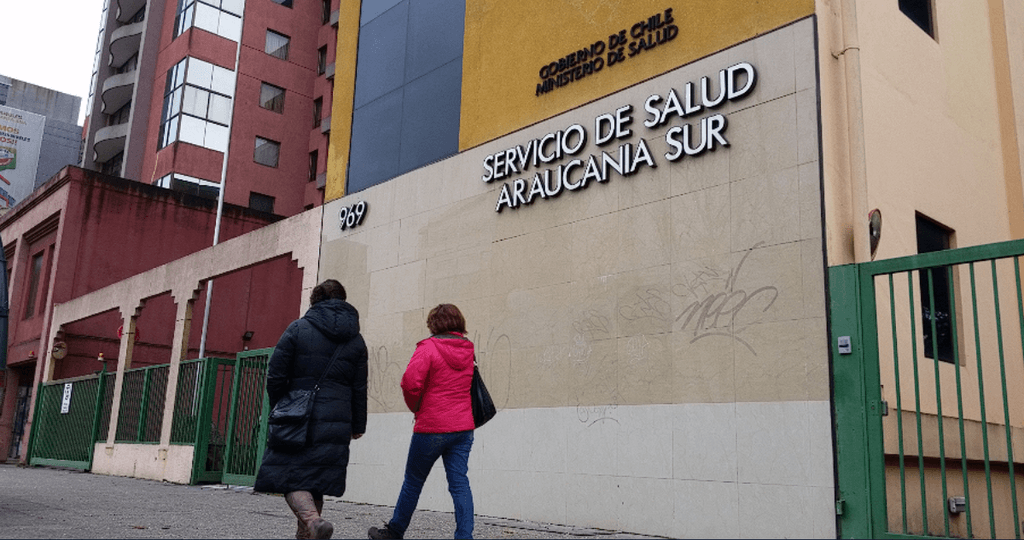 GOBIERNO DE CHILE
MINISTERIO DE SALUD
SERVICIO DE SALUD
ARAUCANIA SUR
969